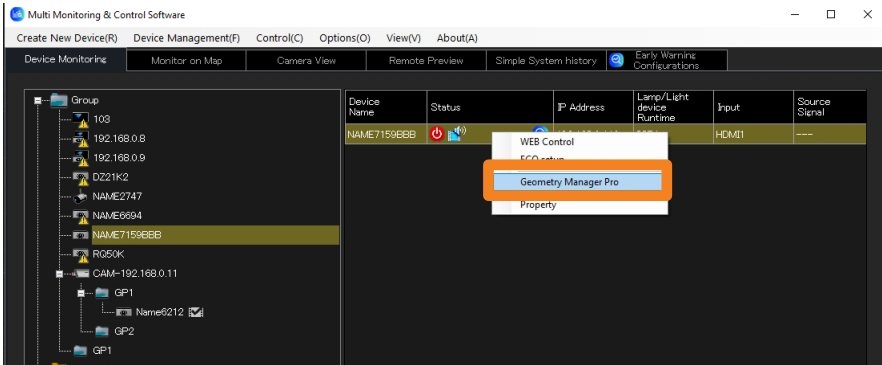 Multi Monitoring & Control Software
Create New Device(R) Device Management(F) Control(C) Options(O) View(V) About(A)
Device Monitoring Monitor on Map Camera View Remote Preview Simple System history Early Warning Configurations
Group
103
192.168.0.8
192.168.0.9
DZ21K2
NAME2747
NAME6694
NAME7159BBB
RQ50K
CAM-192.168.0.11
GP1
Name6212
GP2
GP1
Device Name Status IP Address Lamp/Light device Runtime Input Source Signal
NAME7159BBB HDMI1 ---
WEB Control
ECO setup
Geometry Manager Pro
Property